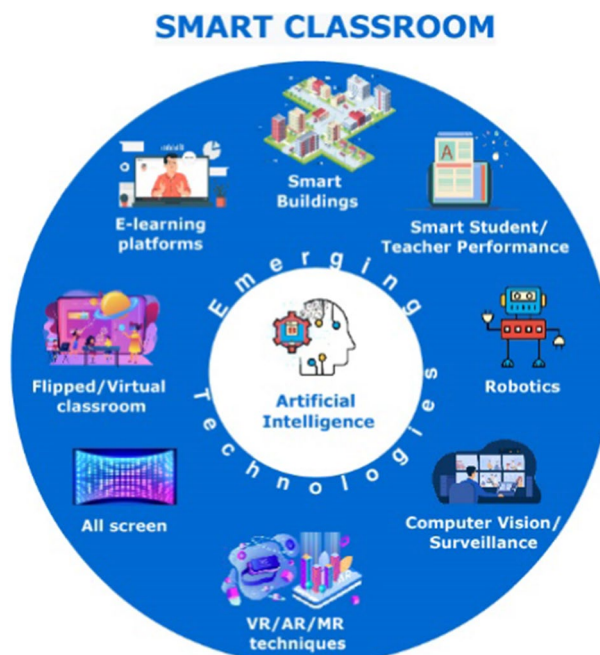 SMART CLASSROOM
Smart
Buildings
E-learning
platforms
A
Smart Student/
Teacher Performance
Emerging
Technologies
Flipped/Virtual
classroom
Artificial
Intelligence
Robotics
All screen
Computer Vision/
Surveillance
VR/AR/MR
techniques